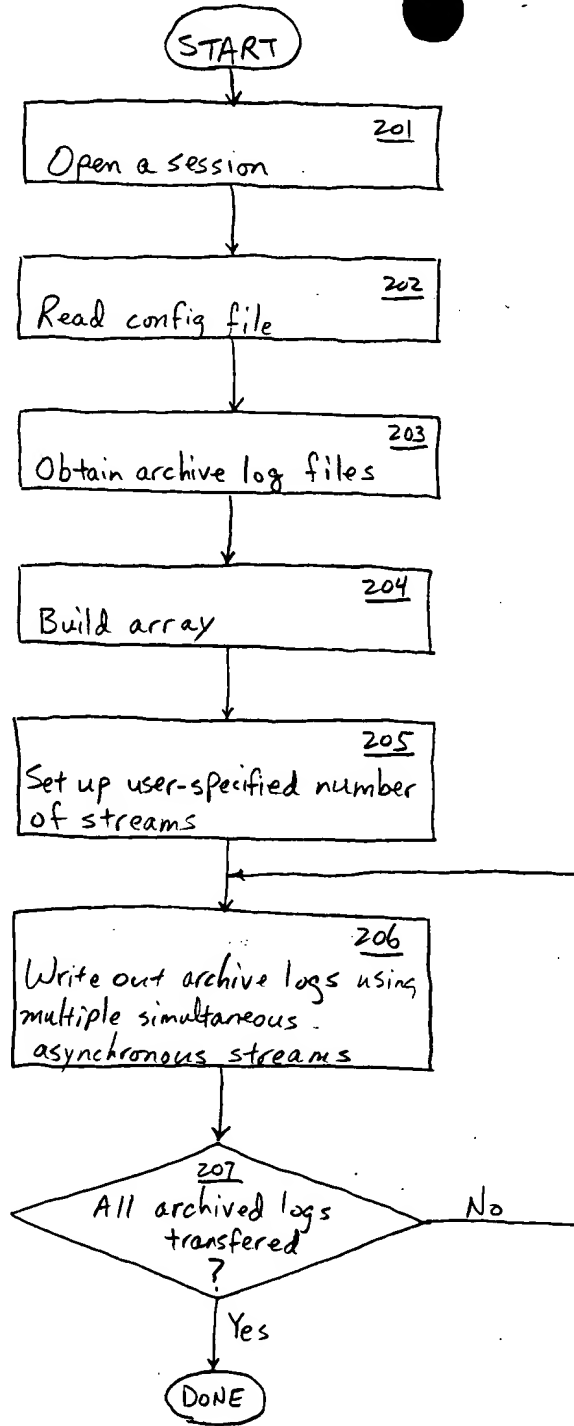 START
201
Open a session
202
Read config file
203
Obtain archive log files
204
Build array
205
Set up user-specified number
of streams
206
Write out archive logs using
multiple simultaneous
asynchronous streams
207
All archived logs
transfered
?
No
Yes
DONE